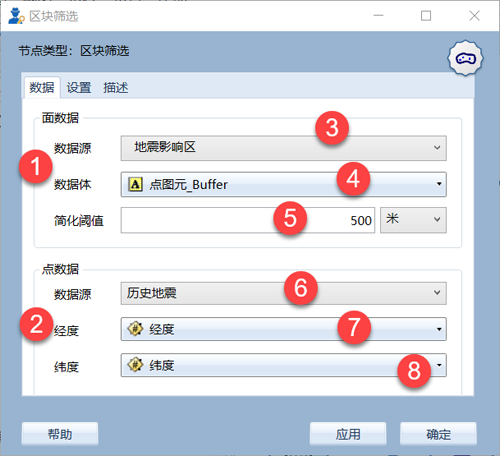 区块筛选
节点类型：区块筛选
数据 设置 描述
面数据
3
数据源 地震影响区
1
4
数据体 A 点图元_Buffer
5
简化阈值 500 米
点数据
6
数据源 历史地震
2
7
经度 # 经度
8
纬度 # 纬度
帮助 应用 确定